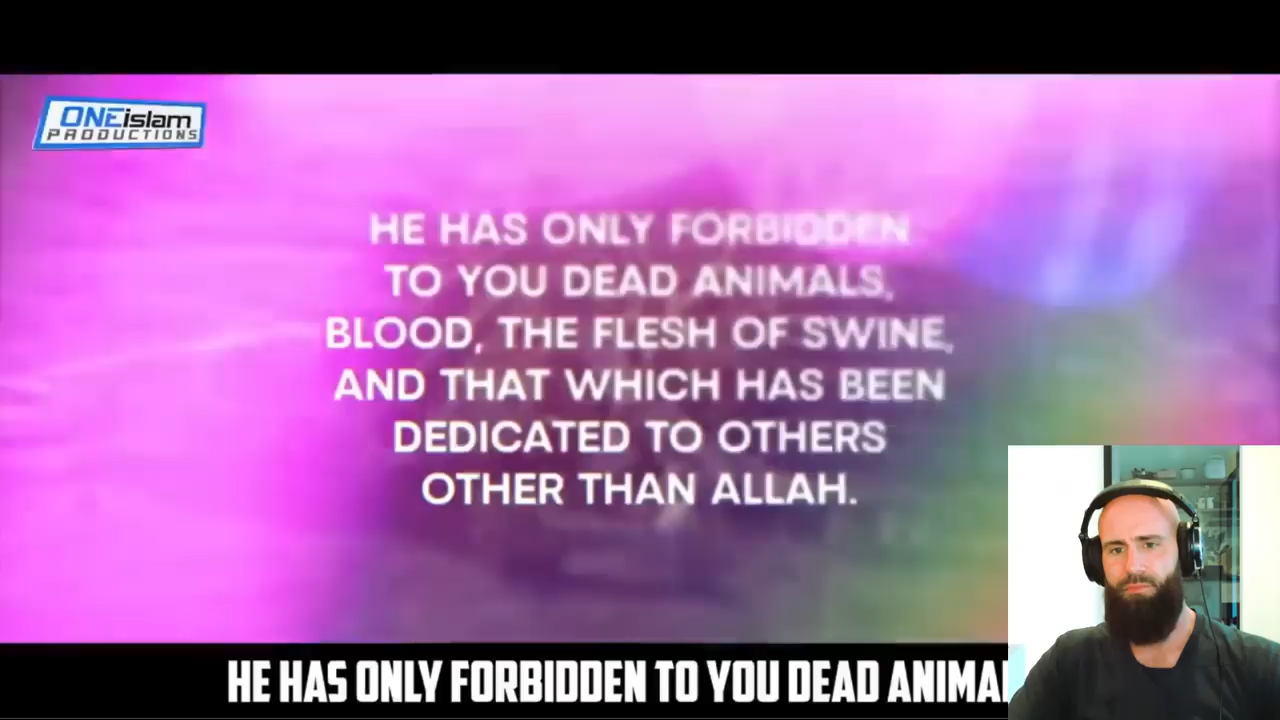 ONEislam
PRODUCTIONS
HE HAS ONLY FORBIDDEN
TO YOU DEAD ANIMALS,
BLOOD, THE FLESH OF SWINE,
AND THAT WHICH HAS BEEN
DEDICATED TO OTHERS
OTHER THAN ALLAH.
HE HAS ONLY FORBIDDEN TO YOU DEAD